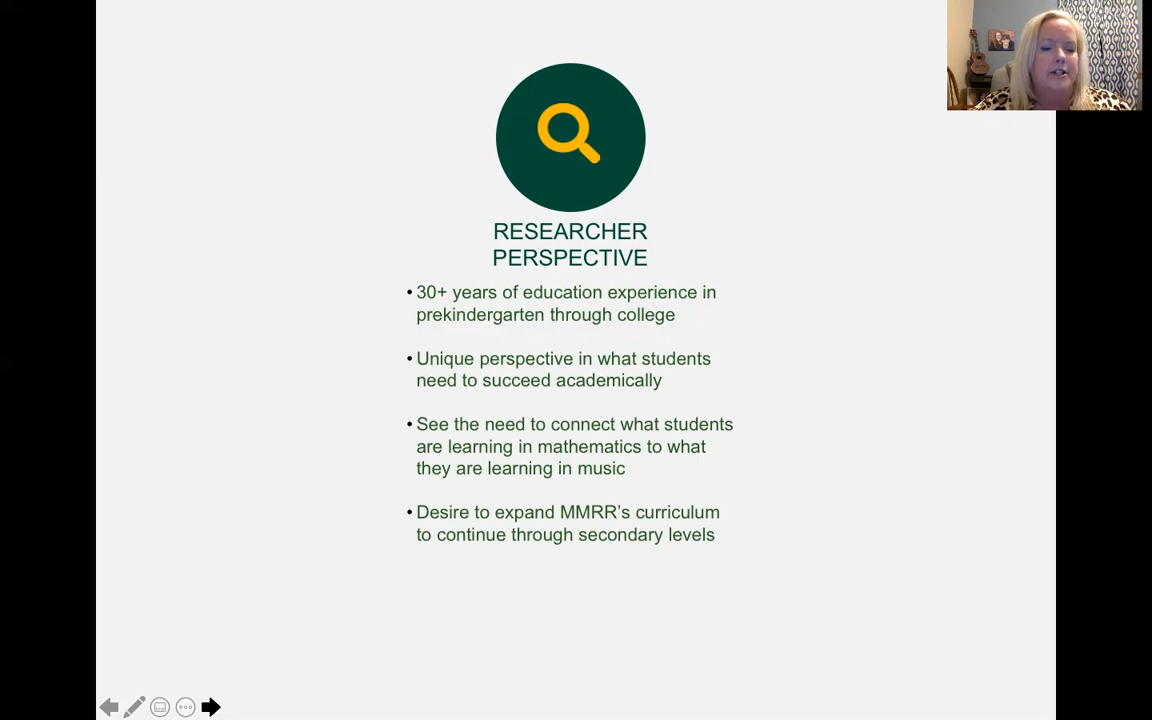 RESEARCHER
PERSPECTIVE
• 30+ years of education experience in
prekindergarten through college
• Unique perspective in what students
need to succeed academically
• See the need to connect what students
are learning in mathematics to what
they are learning in music
• Desire to expand MMRR’s curriculum
to continue through secondary levels